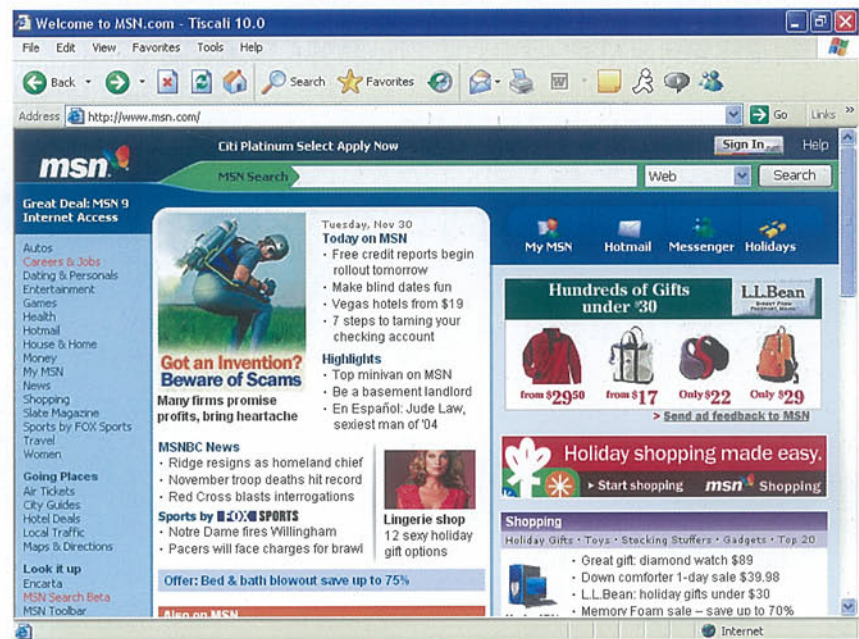 Welcome to MSN.com - Tiscali 10.0
File Edit View Favorites Tools Help
Back Search Favorites
Address http://www.msn.com/ Go Links »
msn
Citi Platinum Select Apply Now
Sign In .net Help
MSN Search Web Search
Great Deal: MSN 9
Internet Access
Autos
Careers & Jobs
Dating & Personals
Entertainment
Games
Health
Hotmail
House & Home
Money
My MSN
News
Shopping
Slate Magazine
Sports by FOX Sports
Travel
Women
Going Places
Air Tickets
City Guides
Hotel Deals
Local Traffic
Maps & Directions
Look it up
Encarta
MSN Search Beta
MSN Toolbar
Got an Invention?
Beware of Scams
Many firms promise
profits, bring heartache
Tuesday, Nov 30
Today on MSN
· Free credit reports begin
rollout tomorrow
· Make blind dates fun
· Vegas hotels from $19
· 7 steps to taming your
checking account
Highlights
· Top minivan on MSN
· Be a basement landlord
· En Español: Jude Law,
sexiest man of '04
MSNBC News
· Ridge resigns as homeland chief
· November troop deaths hit record
· Red Cross blasts interrogations
Sports by FOX SPORTS
· Notre Dame fires Willingham
· Pacers will face charges for brawl
Lingerie shop
12 sexy holiday
gift options
Offer: Bed & bath blowout save up to 75%
Also on MSN
My MSN Hotmail Messenger Holidays
Hundreds of Gifts
under $30
L.L.Bean
from $2950 from $17 Only $22 Only $29
> Send ad feedback to MSN
Holiday shopping made easy.
Start shopping msn Shopping
Shopping
Holiday Gifts · Toys · Stocking Stuffers · Gadgets · Top 20
· Great gift: diamond watch $89
· Down comforter 1-day sale $39.98
· L.L.Bean: holiday gifts under $30
· Memory Foam sale – save up to 70%
Internet